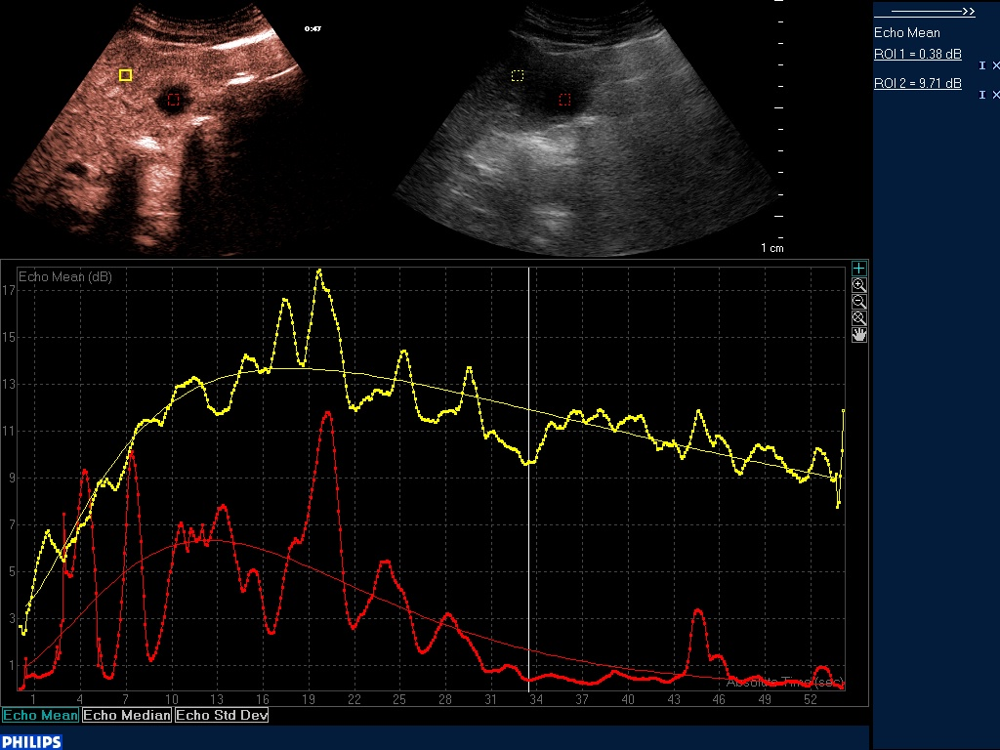 0:47
1 cm
>>
Echo Mean
ROI 1 = 0.38 dB
I X
ROI 2 = 9.71 dB
I X
Echo Mean (dB)
17
15
13
11
9
7
5
3
1
Absolute Time (sec)
1 4 7 10 13 16 19 22 25 28 31 34 37 40 43 46 49 52
Echo Mean Echo Median Echo Std Dev
PHILIPS